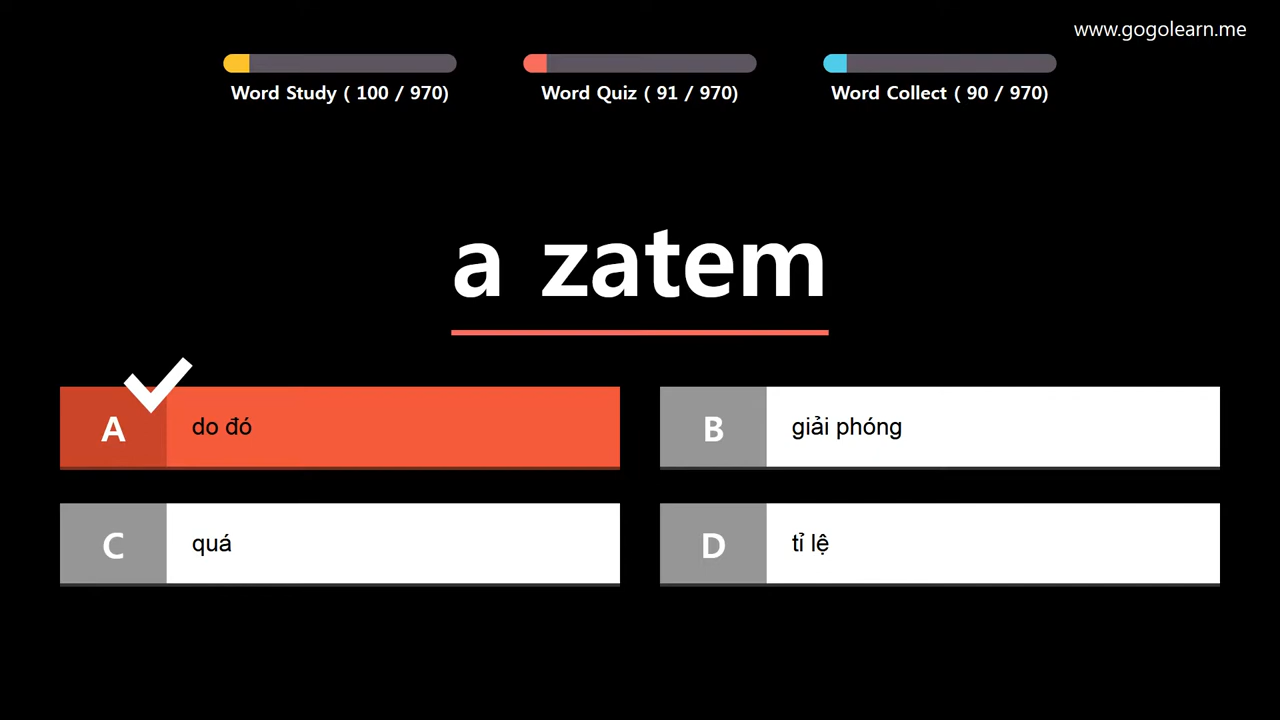 www.gogolearn.me
Word Study ( 100 / 970)
Word Quiz ( 91 / 970)
Word Collect ( 90 / 970)
a zatem
A do đó
B giải phóng
C quá
D tỉ lệ